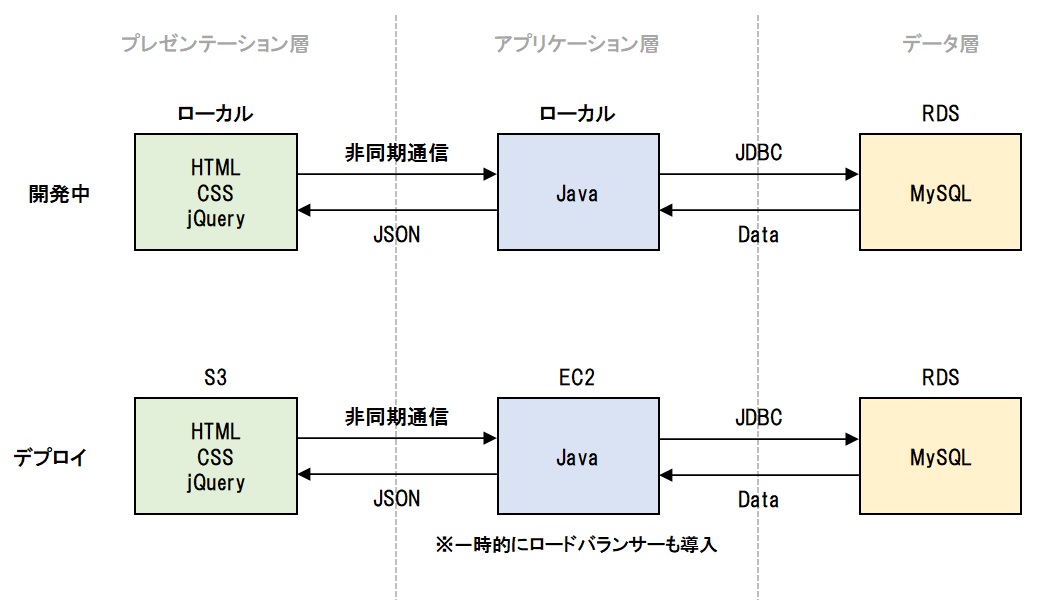 プレゼンテーション層
アプリケーション層
データ層
ローカル
ローカル
RDS
開発中
HTML
CSS
jQuery
非同期通信
JSON
Java
JDBC
Data
MySQL
S3
EC2
RDS
デプロイ
HTML
CSS
jQuery
非同期通信
JSON
Java
JDBC
Data
MySQL
※一時的にロードバランサーも導入